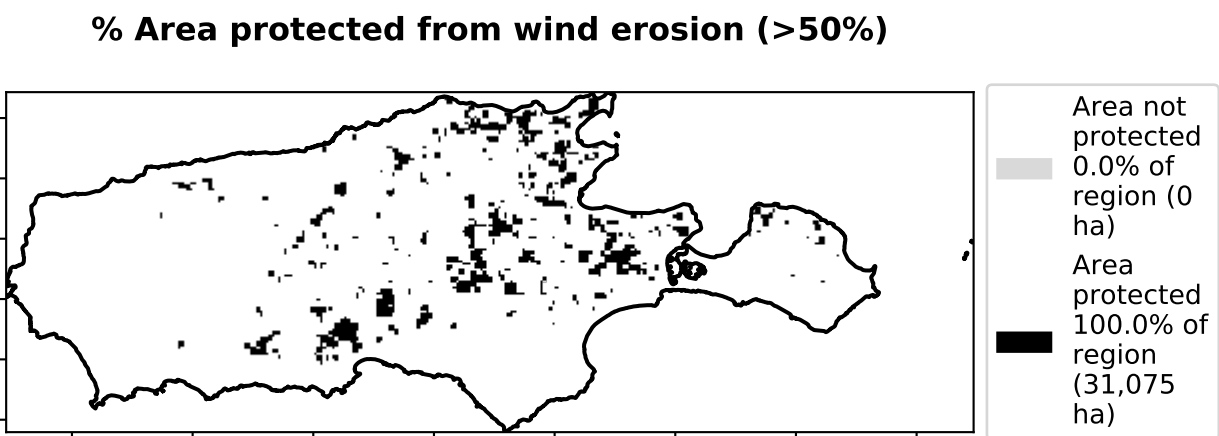 % Area protected from wind erosion (>50%)
Area not
protected
0.0% of
region (0
ha)
Area
protected
100.0% of
region
(31,075
ha)